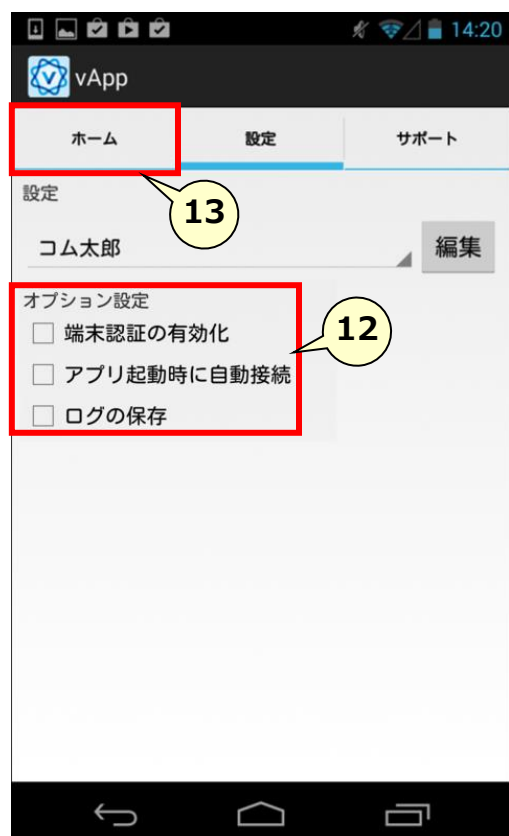 14:20
vApp
ホーム 設定 サポート
設定
13
コム太郎 編集
オプション設定
12
端末認証の有効化
アプリ起動時に自動接続
ログの保存